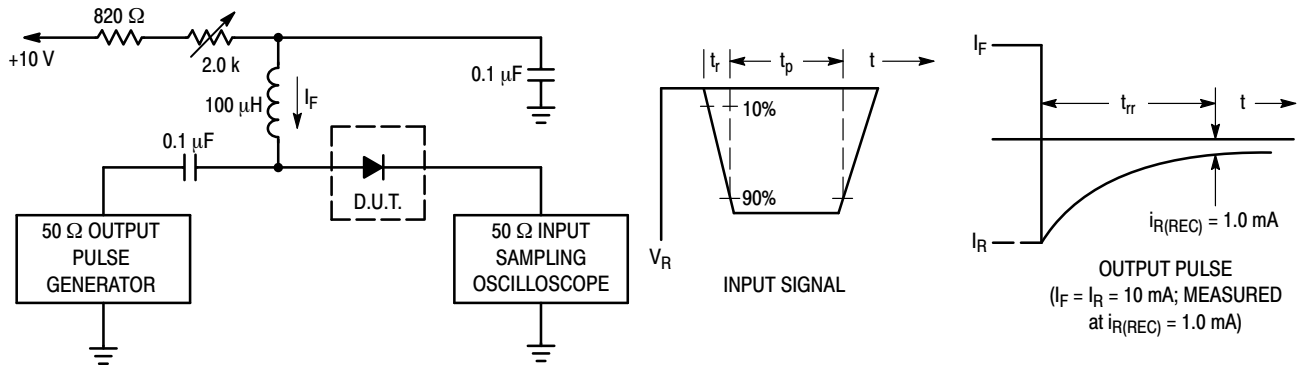 820 Ω
+10 V
2.0 k
100 μH
I_F
0.1 μF
0.1 μF
D.U.T.
50 Ω OUTPUT
PULSE
GENERATOR
50 Ω INPUT
SAMPLING
OSCILLOSCOPE
t_r
t_p
t
10%
90%
V_R
INPUT SIGNAL
I_F
t_rr
t
I_R
i_R(REC) = 1.0 mA
OUTPUT PULSE
(I_F = I_R = 10 mA; MEASURED
at i_R(REC) = 1.0 mA)